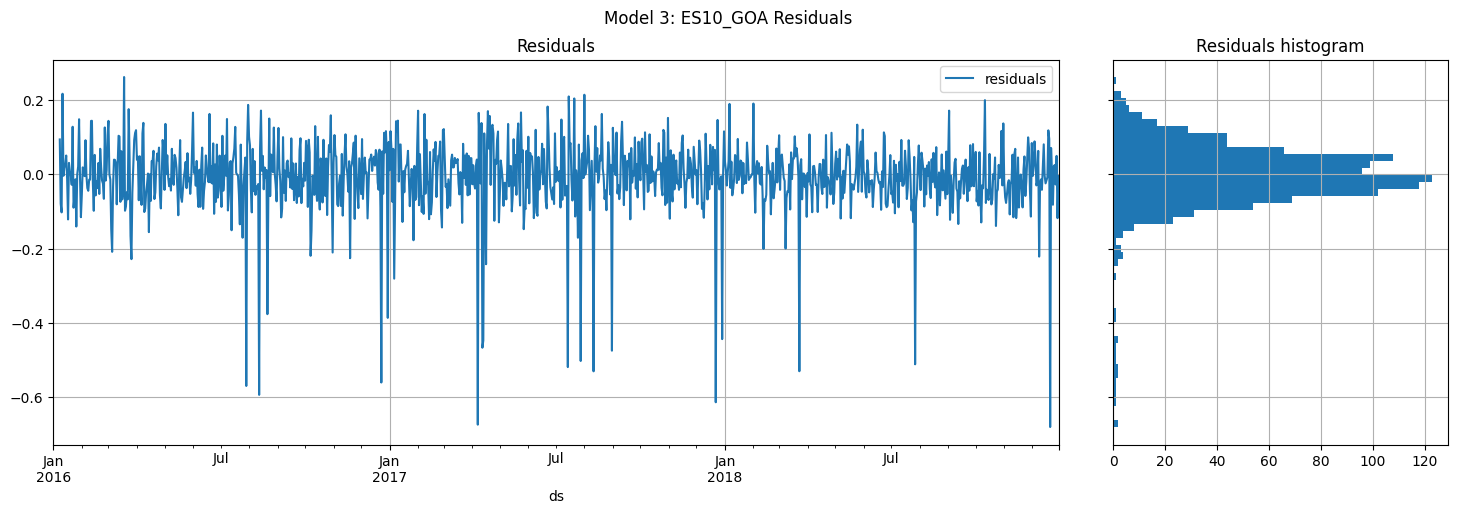 Model 3: ES10_GOA Residuals
Residuals
residuals
0.2
0.0
−0.2
−0.4
−0.6
Jan
2016
Jul
Jan
2017
Jul
Jan
2018
Jul
ds
Residuals histogram
0 20 40 60 80 100 120